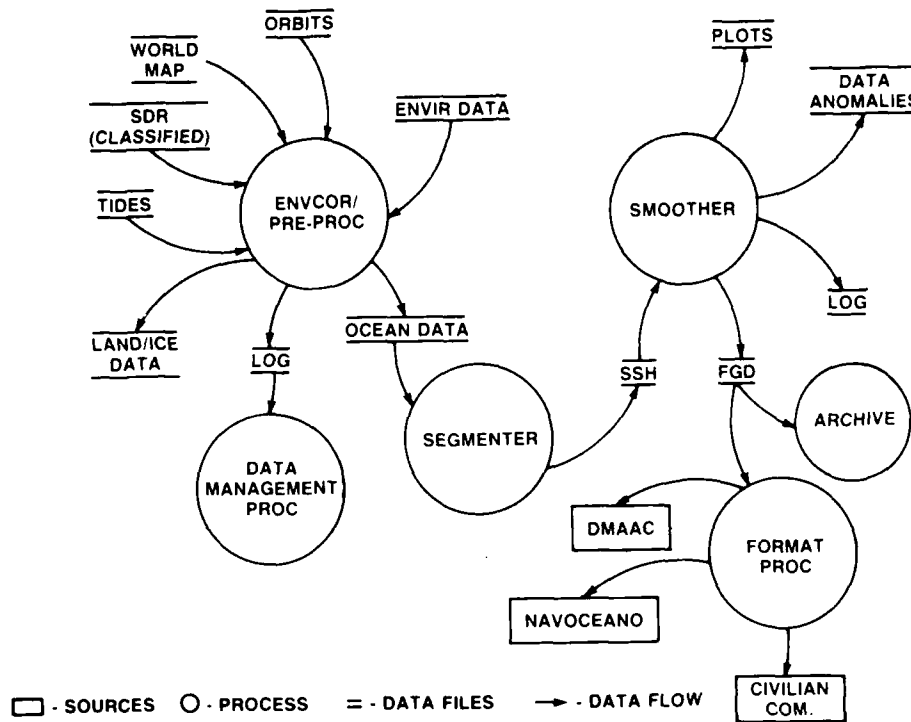 ORBITS
WORLD
MAP
SDR
(CLASSIFIED)
TIDES
ENVIR DATA
ENVCOR/
PRE-PROC
LAND/ICE
DATA
LOG
OCEAN DATA
DATA
MANAGEMENT
PROC
SEGMENTER
SSH
PLOTS
DATA
ANOMALIES
SMOOTHER
LOG
FGD
ARCHIVE
DMAAC
FORMAT
PROC
NAVOCEANO
CIVILIAN
COM.
- SOURCES - PROCESS - DATA FILES - DATA FLOW